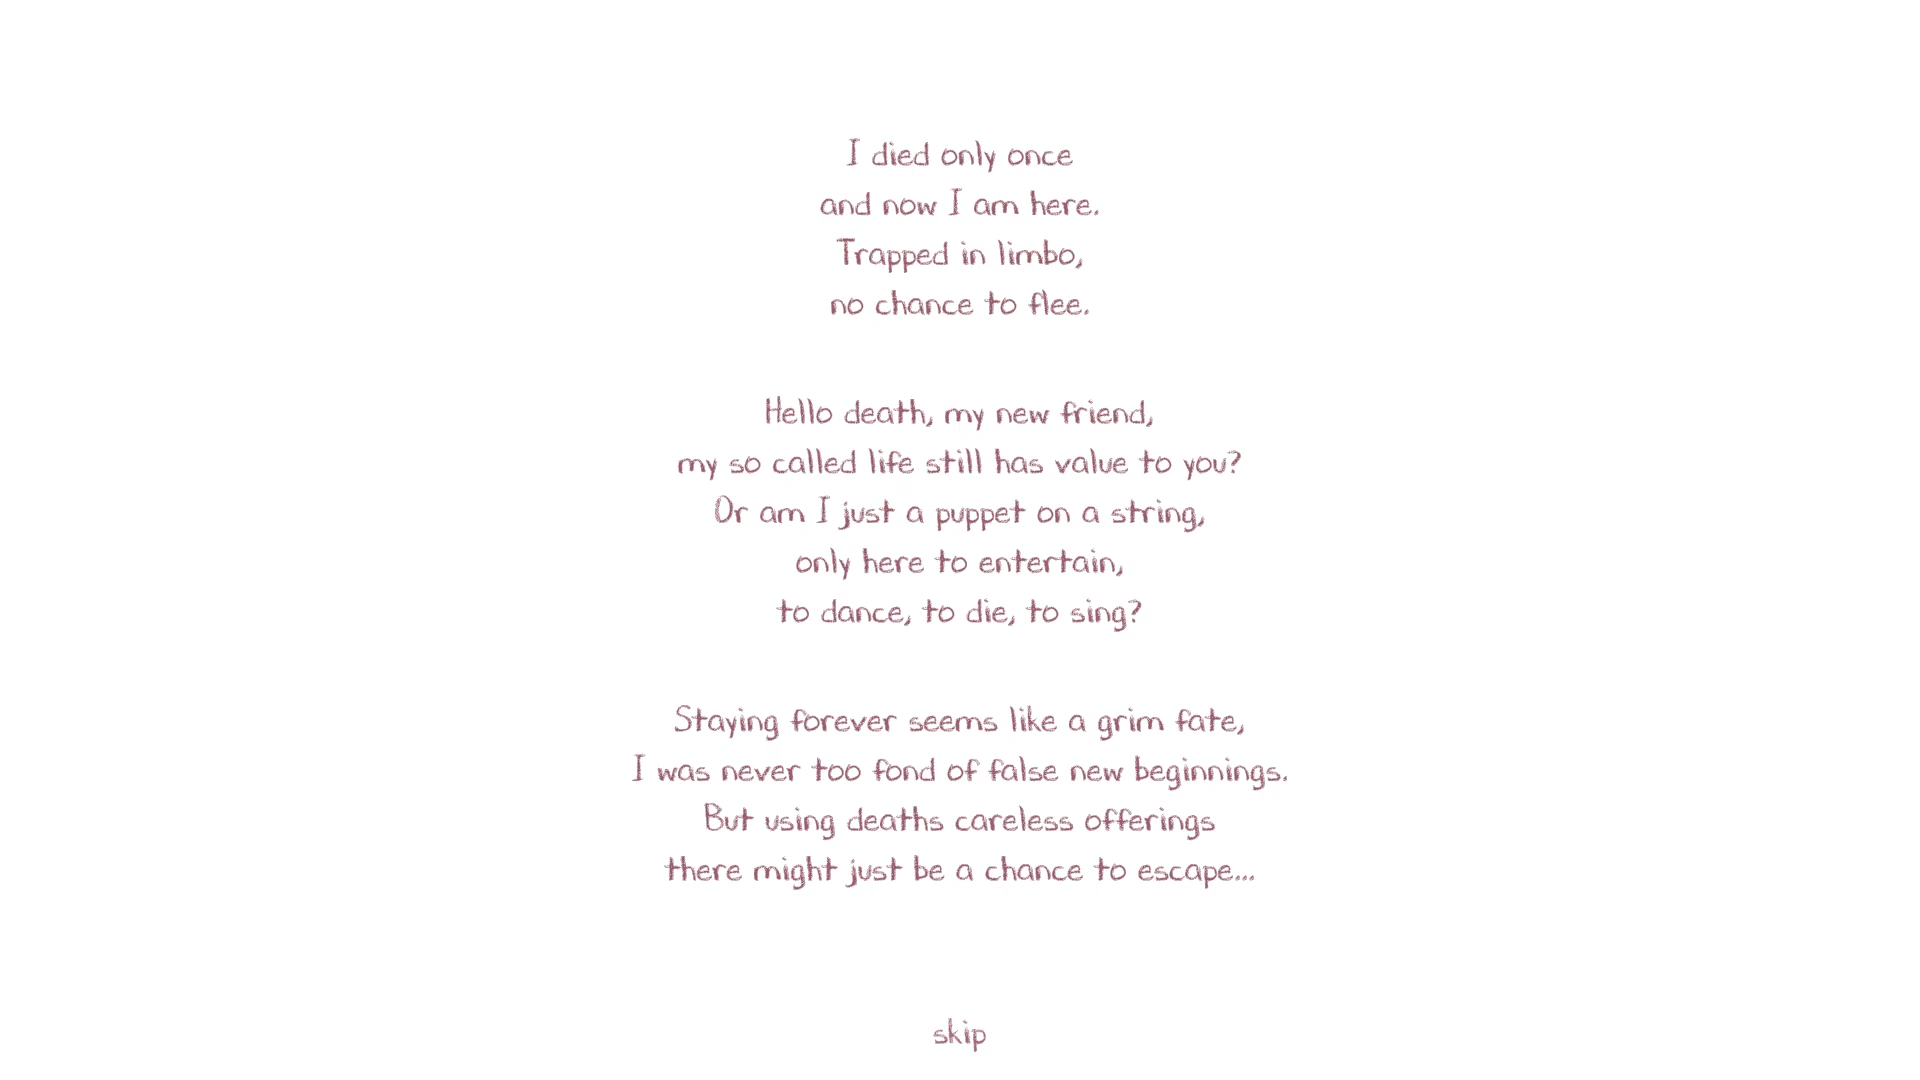 I died only once
and now I am here.
Trapped in limbo,
no chance to flee.
Hello death, my new friend,
my so called life still has value to you?
Or am I just a puppet on a string,
only here to entertain,
to dance, to die, to sing?
Staying forever seems like a grim fate,
I was never too fond of false new beginnings.
But using deaths careless offerings
there might just be a chance to escape...
skip